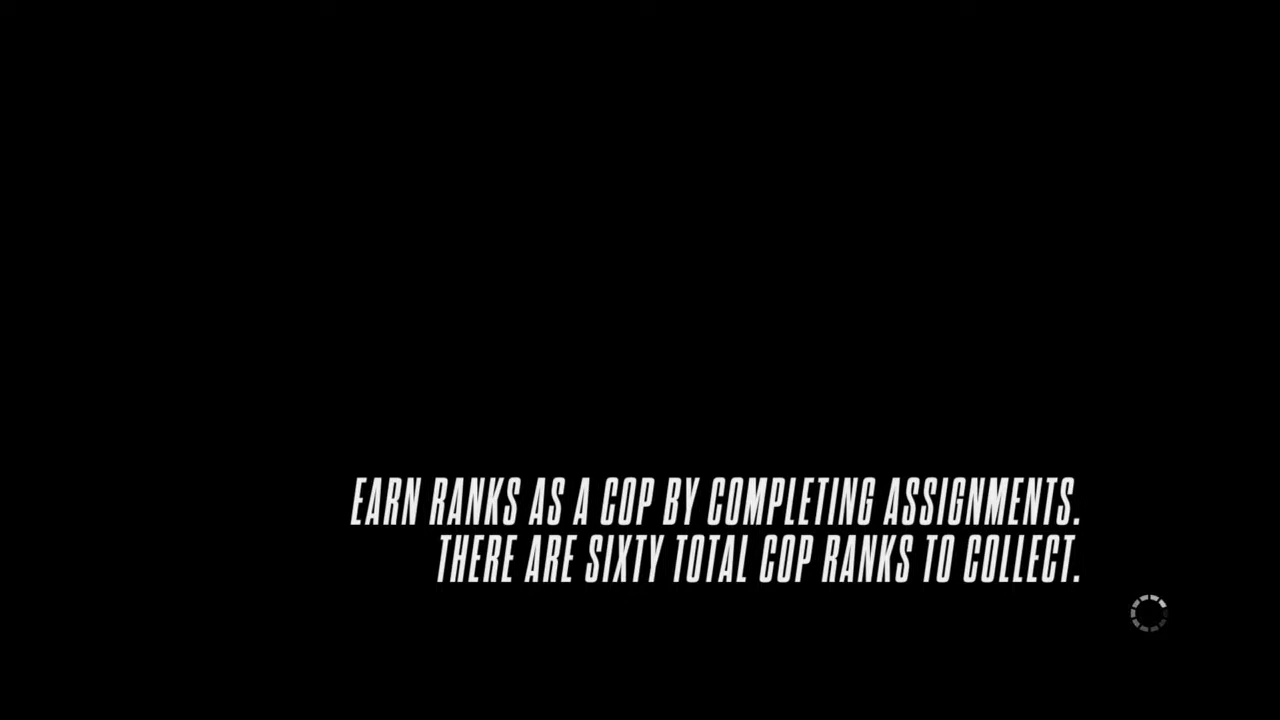 EARN RANKS AS A COP BY COMPLETING ASSIGNMENTS.
THERE ARE SIXTY TOTAL COP RANKS TO COLLECT.